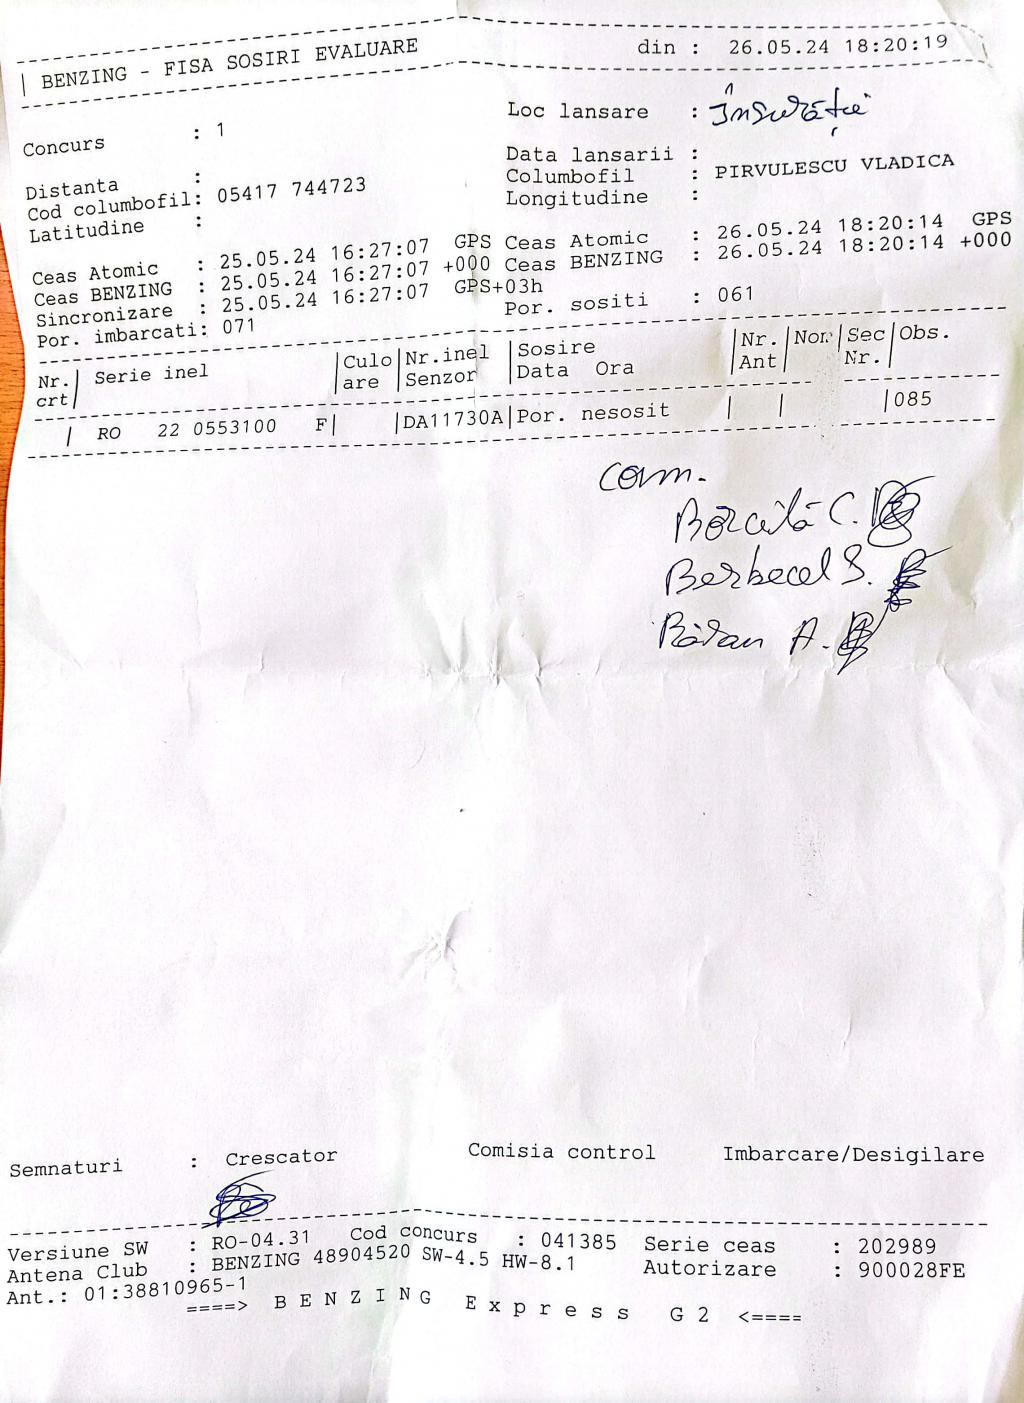 | BENZING - FISA SOSIRI EVALUARE din : 26.05.24 18:20:19
Concurs : 1 Loc lansare : Însurăței
Data lansarii :
Distanta : Columbofil : PIRVULESCU VLADICA
Cod columbofil: 05417 744723 Longitudine :
Latitudine :
Ceas Atomic : 25.05.24 16:27:07 GPS Ceas Atomic : 26.05.24 18:20:14 GPS
Ceas BENZING : 25.05.24 16:27:07 +000 Ceas BENZING : 26.05.24 18:20:14 +000
Sincronizare : 25.05.24 16:27:07 GPS+03h
Por. imbarcati: 071 Por. sositi : 061
Nr.| Serie inel |Culo|Nr.inel |Sosire |Nr.|Nom|Sec|Obs.
crt| |are |Senzor |Data Ora |Ant| |Nr.|
| RO 22 0553100 F| |DA11730A|Por. nesosit | | |085
com.
C.
Berbecel S.
A.
Semnaturi : Crescator Comisia control Imbarcare/Desigilare
Versiune SW : RO-04.31 Cod concurs : 041385 Serie ceas : 202989
Antena Club : BENZING 48904520 SW-4.5 HW-8.1 Autorizare : 900028FE
Ant.: 01:38810965-1
====> B E N Z I N G E x p r e s s G 2 <====